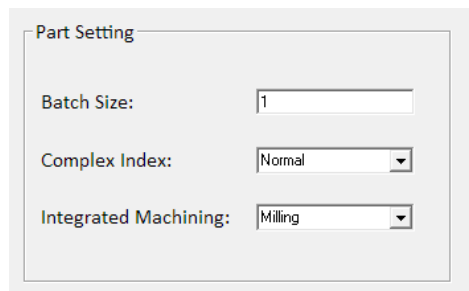 Part Setting
Batch Size: 1
Complex Index: Normal
Integrated Machining: Milling